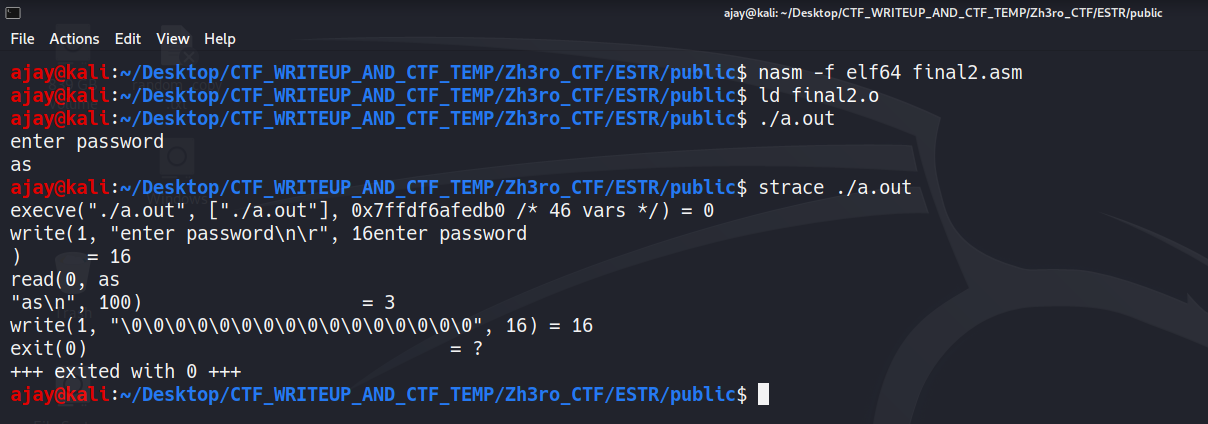 ajay@kali: ~/Desktop/CTF_WRITEUP_AND_CTF_TEMP/Zh3ro_CTF/ESTR/public
File Actions Edit View Help
ajay@kali:~/Desktop/CTF_WRITEUP_AND_CTF_TEMP/Zh3ro_CTF/ESTR/public$ nasm -f elf64 final2.asm
ajay@kali:~/Desktop/CTF_WRITEUP_AND_CTF_TEMP/Zh3ro_CTF/ESTR/public$ ld final2.o
ajay@kali:~/Desktop/CTF_WRITEUP_AND_CTF_TEMP/Zh3ro_CTF/ESTR/public$ ./a.out
enter password
as
ajay@kali:~/Desktop/CTF_WRITEUP_AND_CTF_TEMP/Zh3ro_CTF/ESTR/public$ strace ./a.out
execve("./a.out", ["./a.out"], 0x7ffdf6afedb0 /* 46 vars */) = 0
write(1, "enter password\n\r", 16enter password
)      = 16
read(0, as
"as\n", 100)                    = 3
write(1, "\0\0\0\0\0\0\0\0\0\0\0\0\0\0\0\0", 16) = 16
exit(0)                                 = ?
+++ exited with 0 +++
ajay@kali:~/Desktop/CTF_WRITEUP_AND_CTF_TEMP/Zh3ro_CTF/ESTR/public$